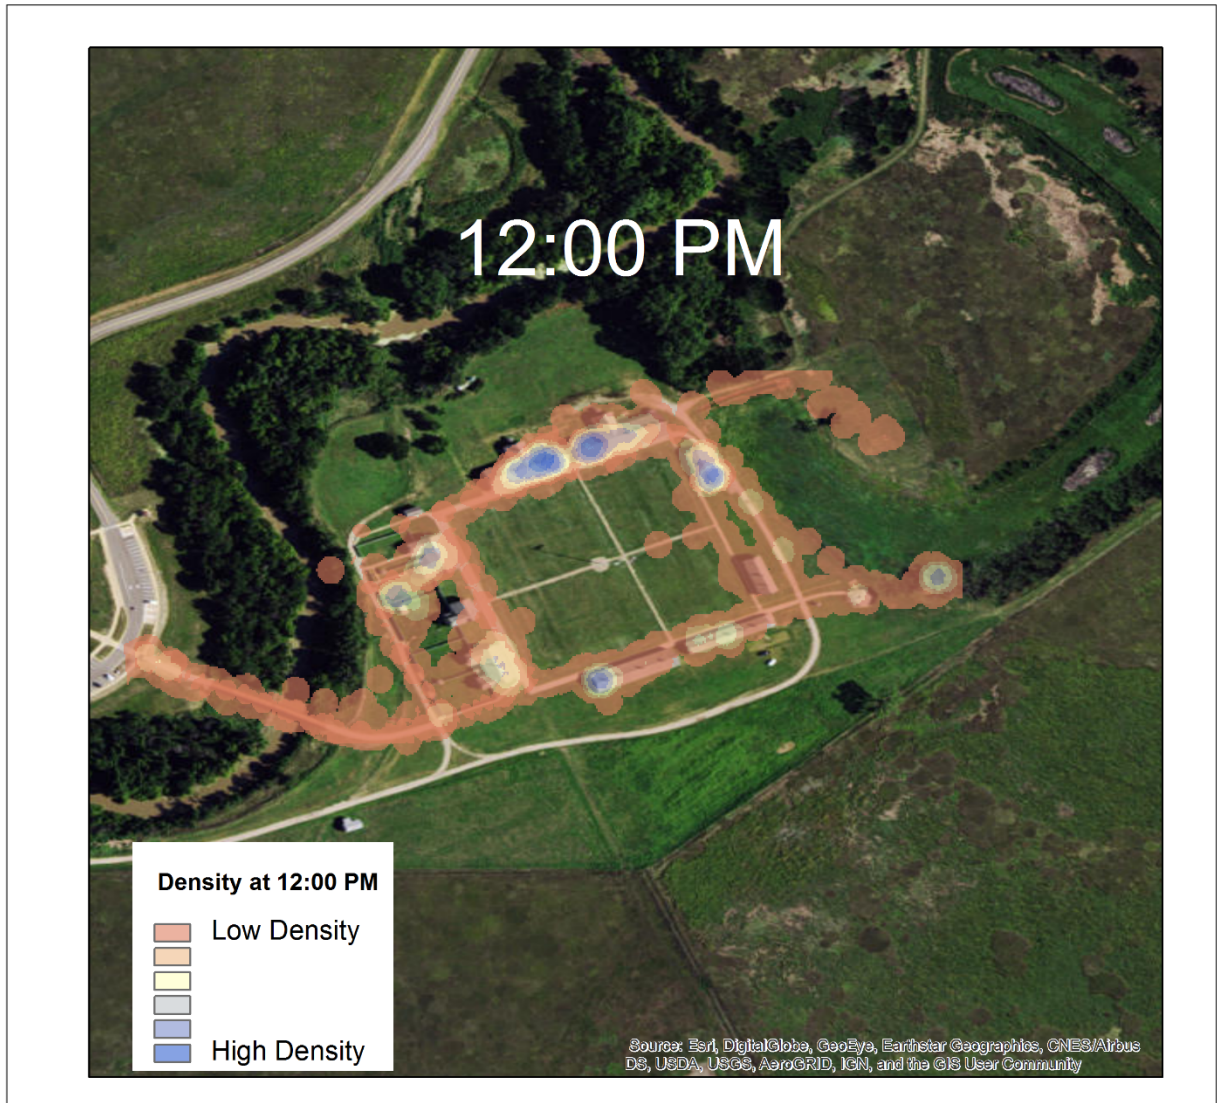 12:00 PM
Density at 12:00 PM
Low Density
High Density
Source: Esri, DigitalGlobe, GeoEye, Earthstar Geographics, CNES/Airbus
DS, USDA, USGS, AeroGRID, IGN, and the GIS User Community